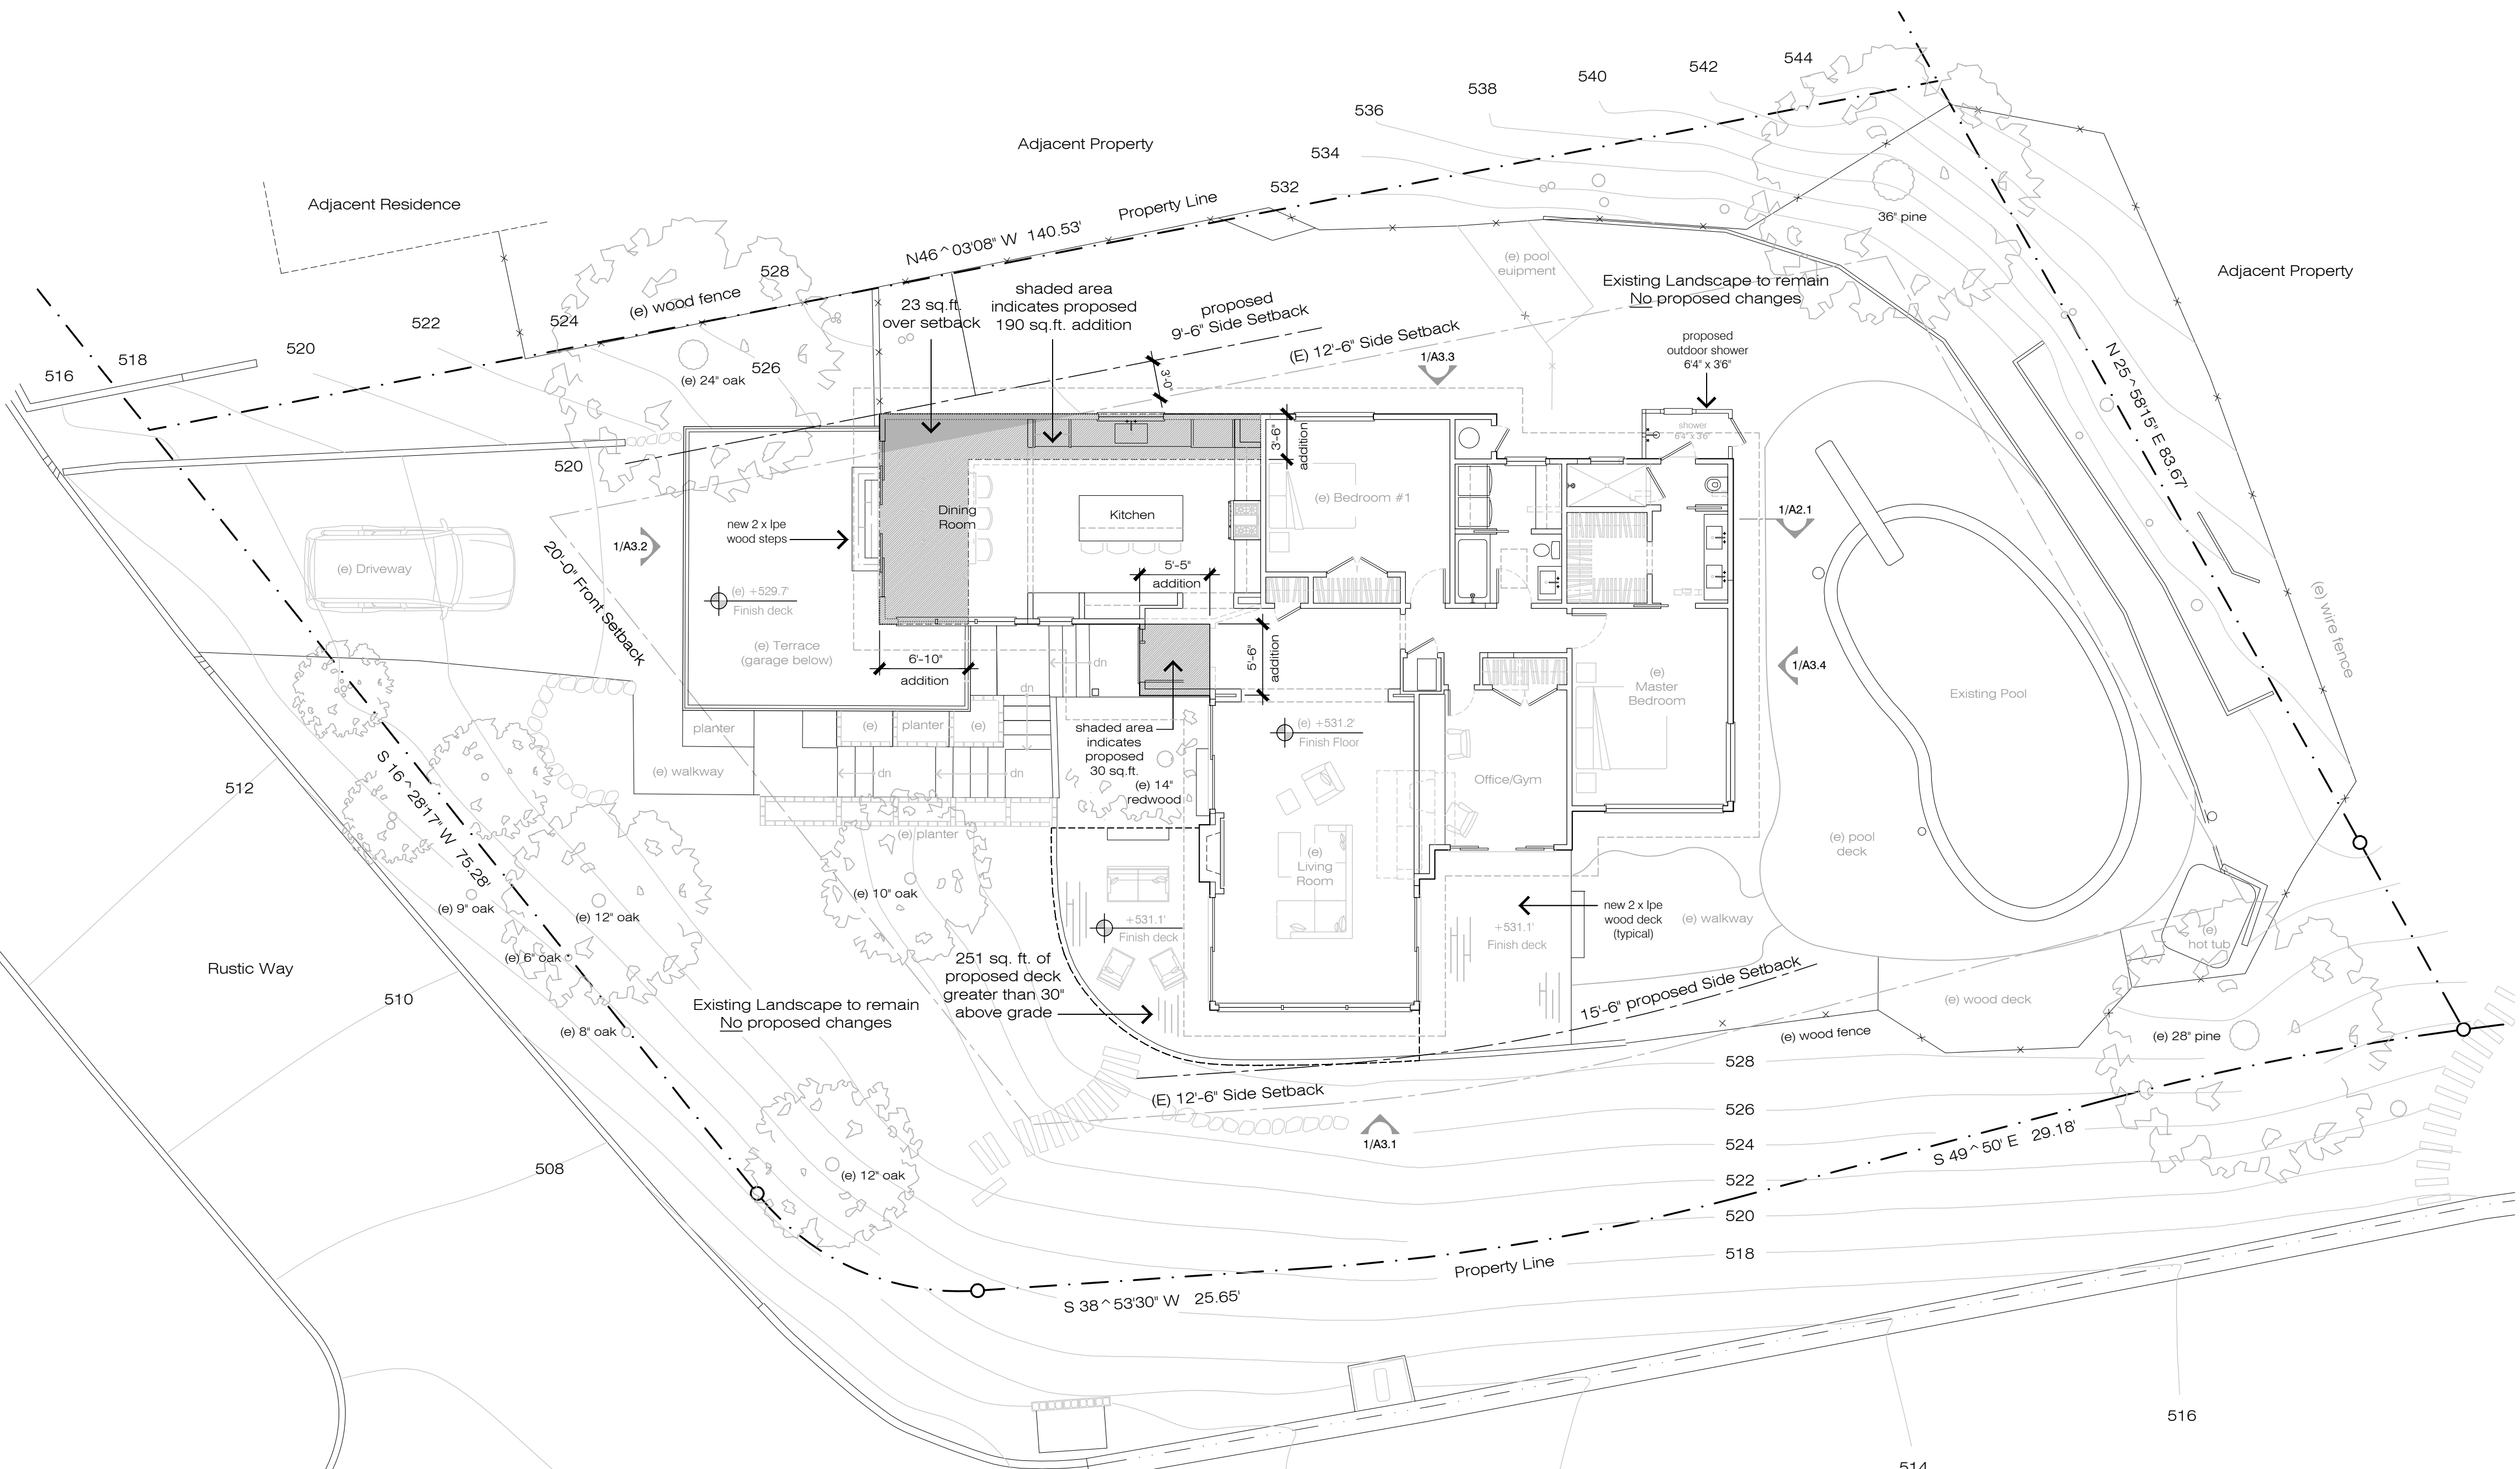 544
542
540
538
536
534
532
Adjacent Property
Adjacent Residence
Property Line
N46^03'08" W 140.53'
36" pine
Adjacent Property
(e) wood fence
528
524
522
520
518
516
526
(e) 24" oak
520
23 sq.ft.
over setback
shaded area
indicates proposed
190 sq.ft. addition
proposed
9'-6" Side Setback
(E) 12'-6" Side Setback
3'-0"
1/A3.3
(e) pool
euipment
Existing Landscape to remain
No proposed changes
proposed
outdoor shower
6'4" x 3'6"
shower
6'4" x 3'6"
N 25^58'15" E 83.67'
3'-6"
addition
(e) Bedroom #1
Dining
Room
Kitchen
new 2 x Ipe
wood steps
1/A3.2
1/A2.1
(e) Driveway
20'-0" Front Setback
(e) +529.7'
Finish deck
(e) Terrace
(garage below)
5'-5"
addition
6'-10"
addition
5'-6"
addition
dn
dn
(e)
Master
Bedroom
1/A3.4
Existing Pool
(e) wire fence
planter
(e)
planter
(e)
shaded area
indicates
proposed
30 sq.ft.
(e) +531.2'
Finish Floor
(e) walkway
dn
dn
(e) 14"
redwood
Office/Gym
S 16^28'17" W 75.28'
512
(e) planter
(e)
Living
Room
(e) pool
deck
(e) 10" oak
(e) 9" oak
(e) 12" oak
+531.1'
Finish deck
+531.1'
Finish deck
new 2 x Ipe
wood deck
(typical)
(e) walkway
(e)
hot tub
(e) 6" oak
251 sq. ft. of
proposed deck
greater than 30"
above grade
Rustic Way
510
Existing Landscape to remain
No proposed changes
(e) 8" oak
15'-6" proposed Side Setback
(e) wood deck
(e) wood fence
(e) 28" pine
528
(E) 12'-6" Side Setback
526
1/A3.1
524
S 49^50' E 29.18'
508
(e) 12" oak
522
520
518
Property Line
S 38^53'30" W 25.65'
516
514